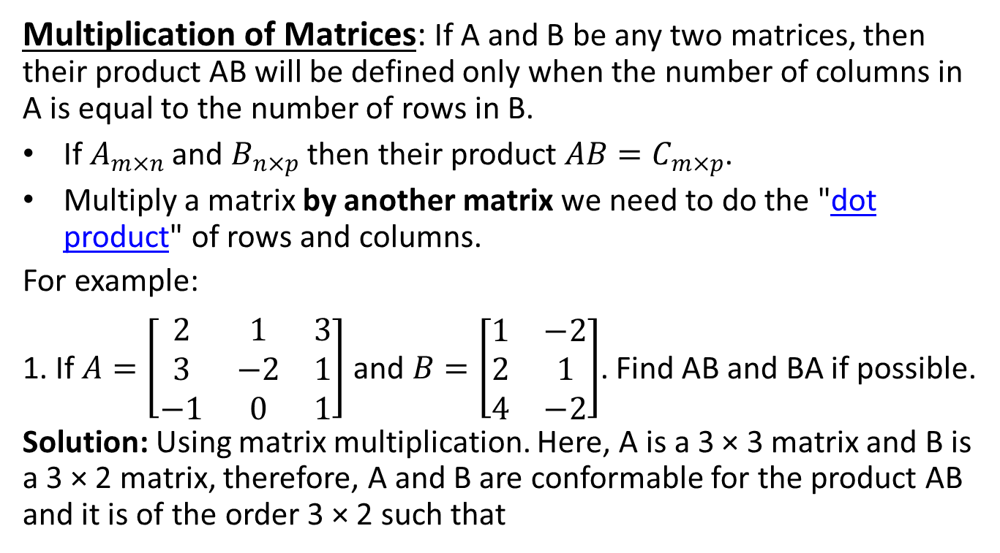 Multiplication of Matrices: If A and B be any two matrices, then
their product AB will be defined only when the number of columns in
A is equal to the number of rows in B.
• If $A_{m×n}$ and $B_{n×p}$ then their product $AB = C_{m×p}$.
• Multiply a matrix by another matrix we need to do the "dot
product" of rows and columns.
For example:
1. If $A = \begin{bmatrix} 2 & 1 & 3 \\ 3 & -2 & 1 \\ -1 & 0 & 1 \end{bmatrix}$ and $B = \begin{bmatrix} 1 & -2 \\ 2 & 1 \\ 4 & -2 \end{bmatrix}$. Find AB and BA if possible.
Solution: Using matrix multiplication. Here, A is a 3 × 3 matrix and B is
a 3 × 2 matrix, therefore, A and B are conformable for the product AB
and it is of the order 3 × 2 such that